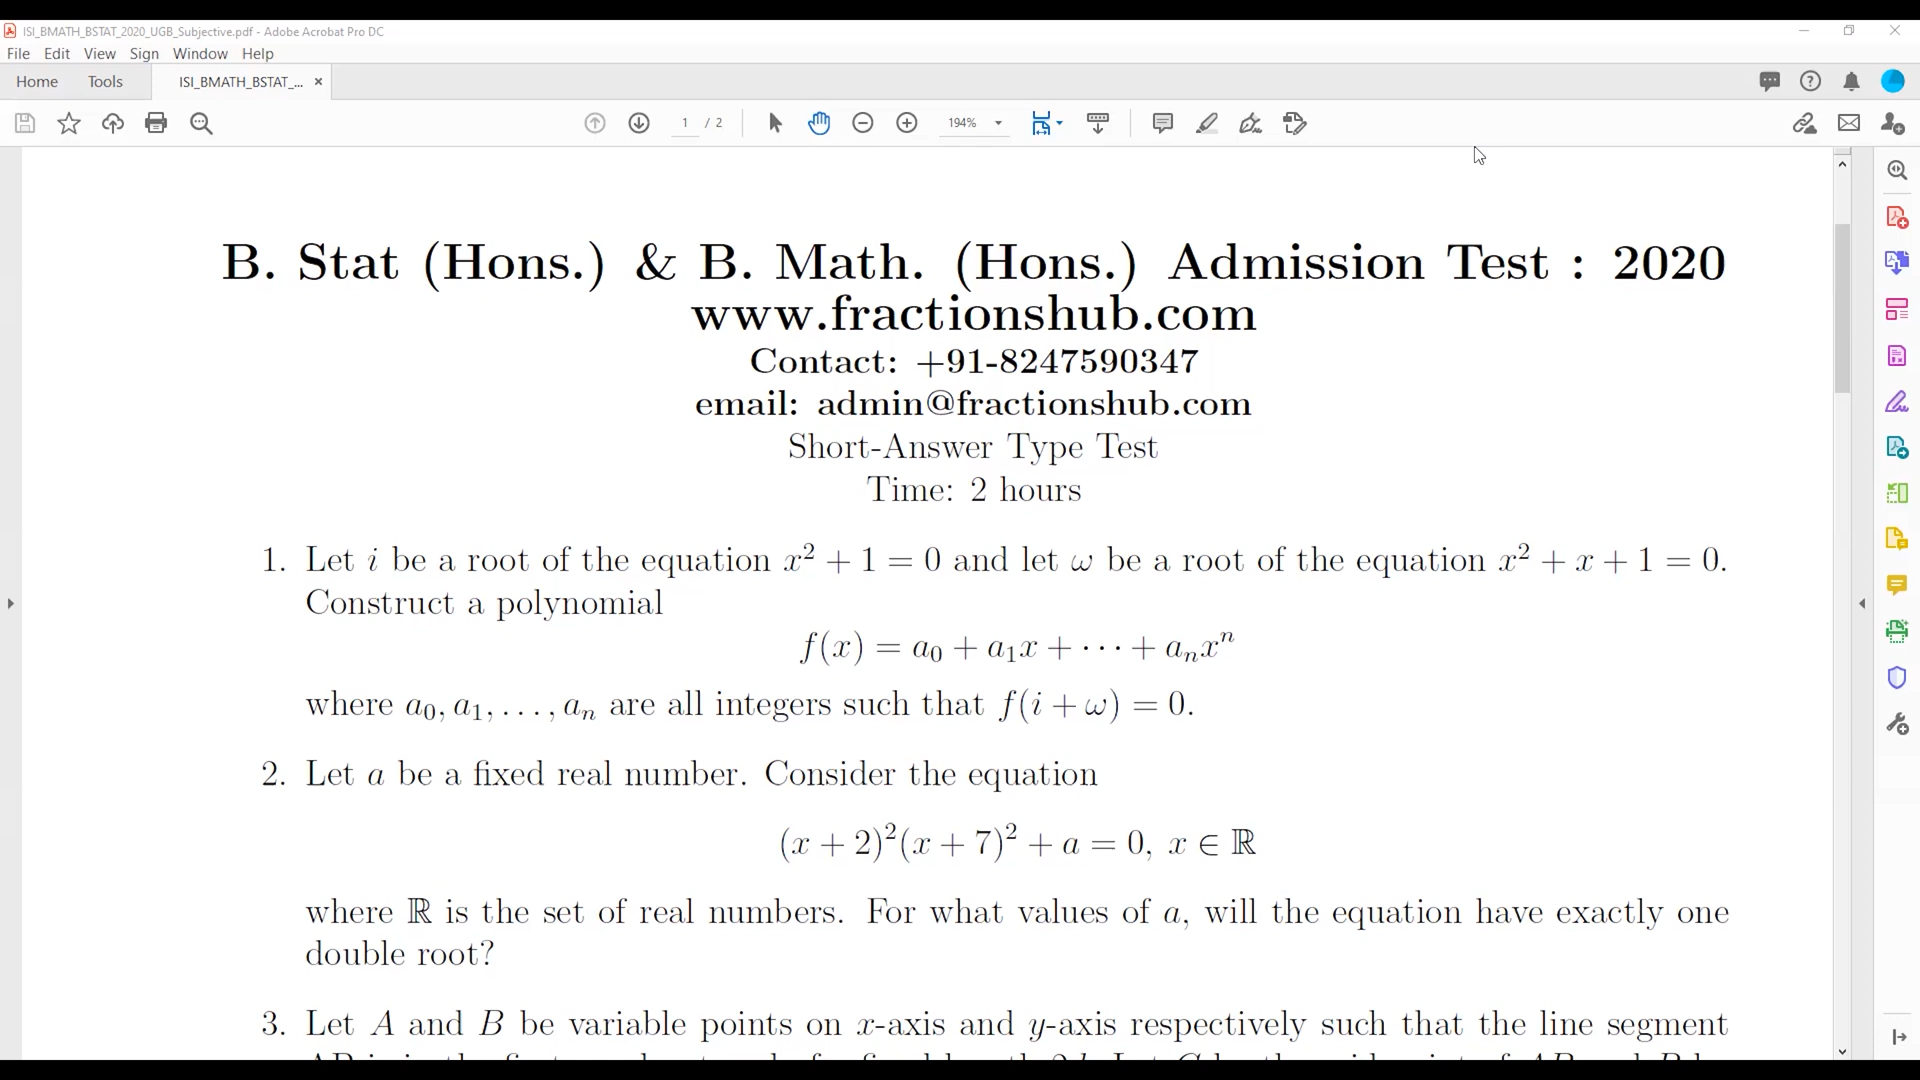 ISI_BMATH_BSTAT_2020_UGB_Subjective.pdf - Adobe Acrobat Pro DC
File Edit View Sign Window Help
Home Tools ISI_BMATH_BSTAT_... ×
1 / 2 194%
B. Stat (Hons.) & B. Math. (Hons.) Admission Test : 2020
www.fractionshub.com
Contact: +91-8247590347
email: admin@fractionshub.com
Short-Answer Type Test
Time: 2 hours
1. Let i be a root of the equation x² + 1 = 0 and let ω be a root of the equation x² + x + 1 = 0.
Construct a polynomial
f(x) = a₀ + a₁x + ⋯ + aₙxⁿ
where a₀, a₁, . . . , aₙ are all integers such that f(i + ω) = 0.
2. Let a be a fixed real number. Consider the equation
(x + 2)²(x + 7)² + a = 0, x ∈ ℝ
where ℝ is the set of real numbers. For what values of a, will the equation have exactly one
double root?
3. Let A and B be variable points on x-axis and y-axis respectively such that the line segment